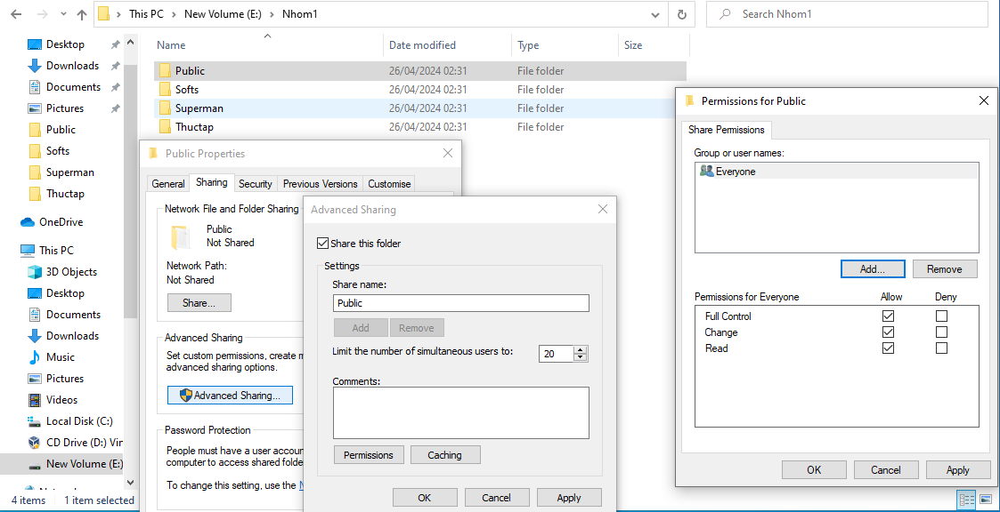 This PC > New Volume (E:) > Nhom1
Search Nhom1
Desktop
Downloads
Documents
Pictures
Public
Softs
Superman
Thuctap
OneDrive
This PC
3D Objects
Desktop
Documents
Downloads
Music
Pictures
Videos
Local Disk (C:)
CD Drive (D:) Vir
New Volume (E:)
4 items 1 item selected
Name Date modified Type Size
Public 26/04/2024 02:31 File folder
Softs 26/04/2024 02:31 File folder
Superman 26/04/2024 02:31 File folder
Thuctap 26/04/2024 02:31 File folder
Public Properties
General Sharing Security Previous Versions Customise
Network File and Folder Sharing
Public
Not Shared
Network Path:
Not Shared
Share...
Advanced Sharing
Set custom permissions, create m
advanced sharing options.
Advanced Sharing...
Password Protection
People must have a user accour
computer to access shared folde
To change this setting, use the N
Advanced Sharing
Share this folder
Settings
Share name:
Public
Add Remove
Limit the number of simultaneous users to: 20
Comments:
Permissions Caching
OK Cancel Apply
Permissions for Public
Share Permissions
Group or user names:
Everyone
Add... Remove
Permissions for Everyone Allow Deny
Full Control
Change
Read
OK Cancel Apply